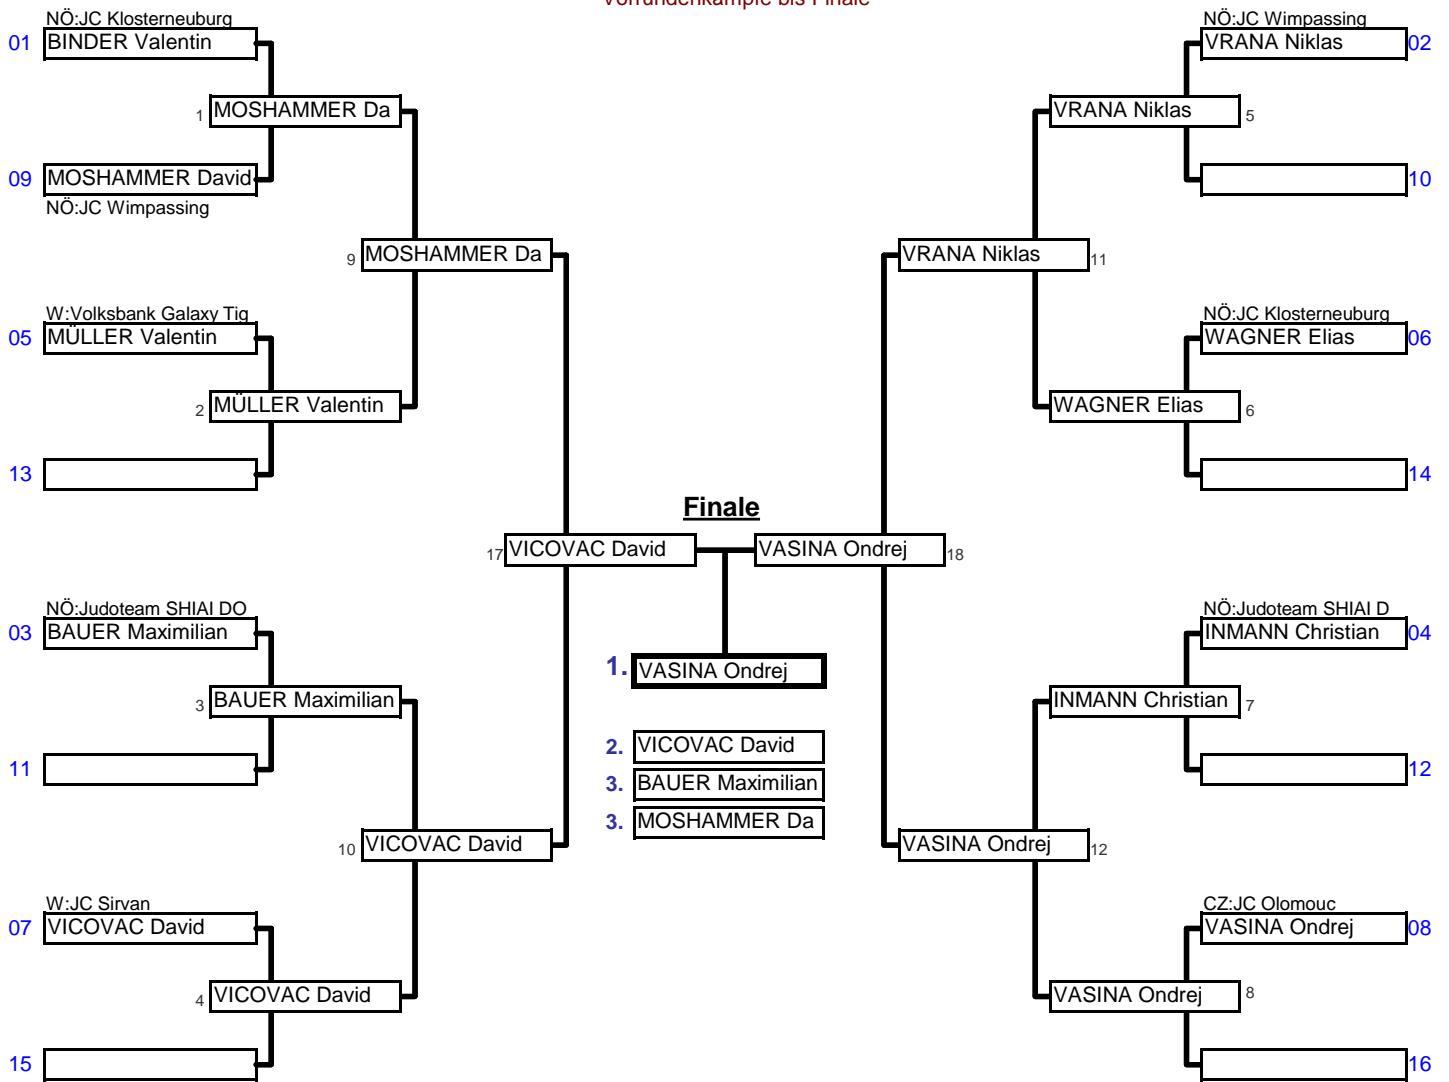 Vorrundenkämpfe bis Finale
NÖ:JC Klosterneuburg
01 BINDER Valentin
1 MOSHAMMER Da
09 MOSHAMMER David
NÖ:JC Wimpassing
9 MOSHAMMER Da
W:Volksbank Galaxy Tig
05 MÜLLER Valentin
2 MÜLLER Valentin
13
17 VICOVAC David
NÖ:Judoteam SHIAI DO
03 BAUER Maximilian
3 BAUER Maximilian
11
10 VICOVAC David
W:JC Sirvan
07 VICOVAC David
4 VICOVAC David
15
Finale
1. VASINA Ondrej
2. VICOVAC David
3. BAUER Maximilian
3. MOSHAMMER Da
NÖ:JC Wimpassing
VRANA Niklas 02
VRANA Niklas 5
10
VRANA Niklas 11
NÖ:JC Klosterneuburg
WAGNER Elias 06
WAGNER Elias 6
14
VASINA Ondrej 18
NÖ:Judoteam SHIAI D
INMANN Christian 04
INMANN Christian 7
12
VASINA Ondrej 12
CZ:JC Olomouc
VASINA Ondrej 08
VASINA Ondrej 8
16